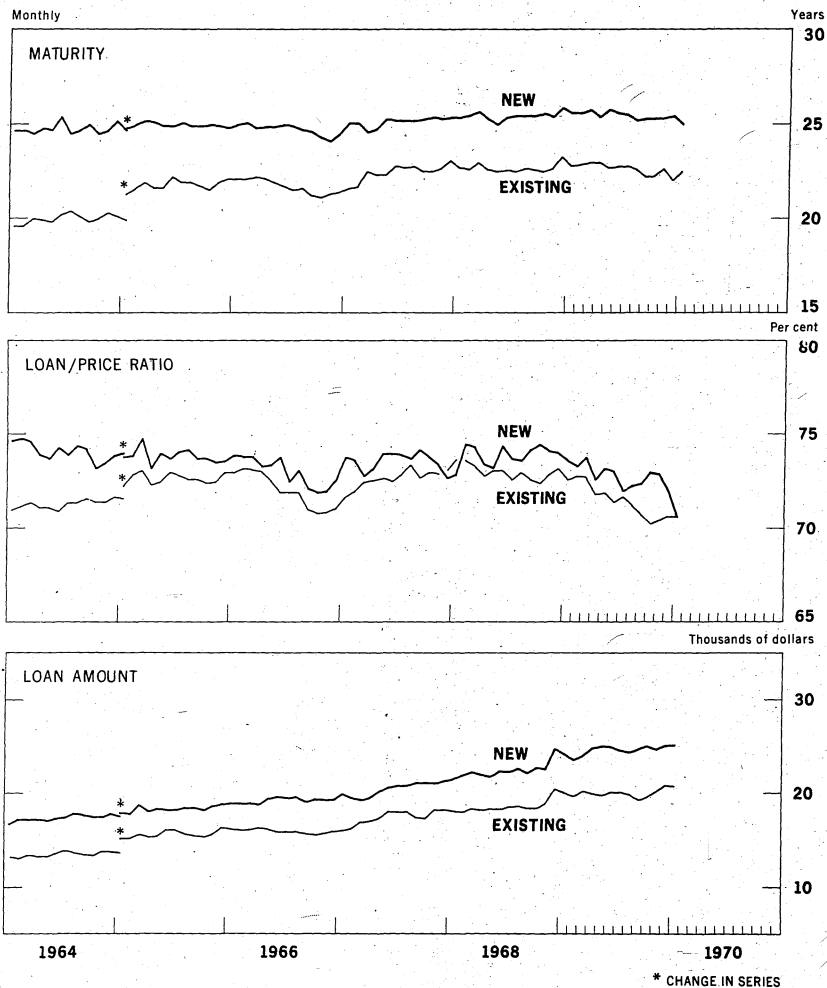 Monthly Years
30
MATURITY
*
NEW
25
*
EXISTING
20
15
Per cent
80
LOAN/PRICE RATIO
NEW
*
75
*
EXISTING
70
65
Thousands of dollars
LOAN AMOUNT
30
NEW
*
20
*
EXISTING
10
1964 1966 1968 1970
* CHANGE IN SERIES